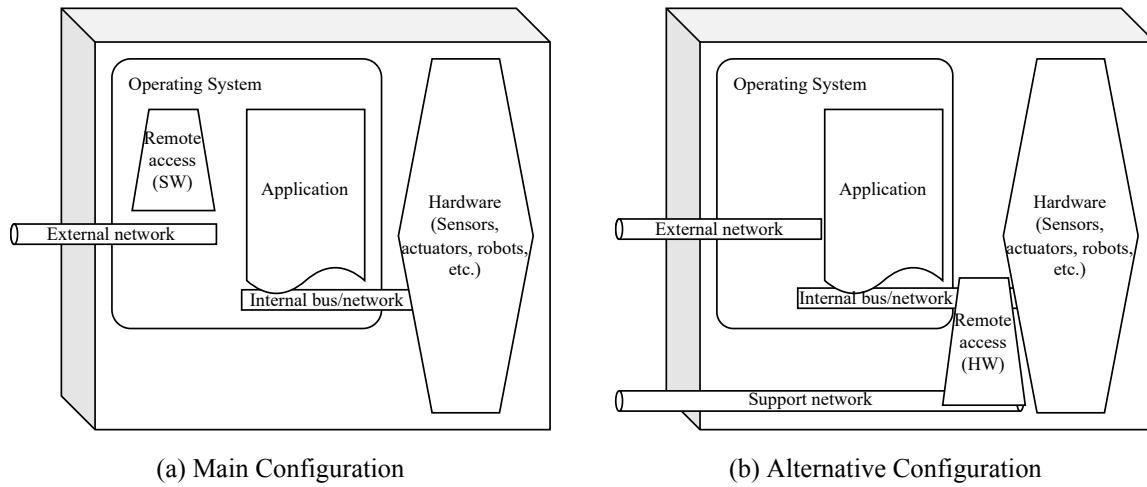 Operating System
Remote
access
(SW)
Application
Hardware
(Sensors,
actuators, robots,
etc.)
External network
Internal bus/network
(a) Main Configuration
Operating System
Application
Hardware
(Sensors,
actuators, robots,
etc.)
External network
Internal bus/network
Remote
access
(HW)
Support network
(b) Alternative Configuration